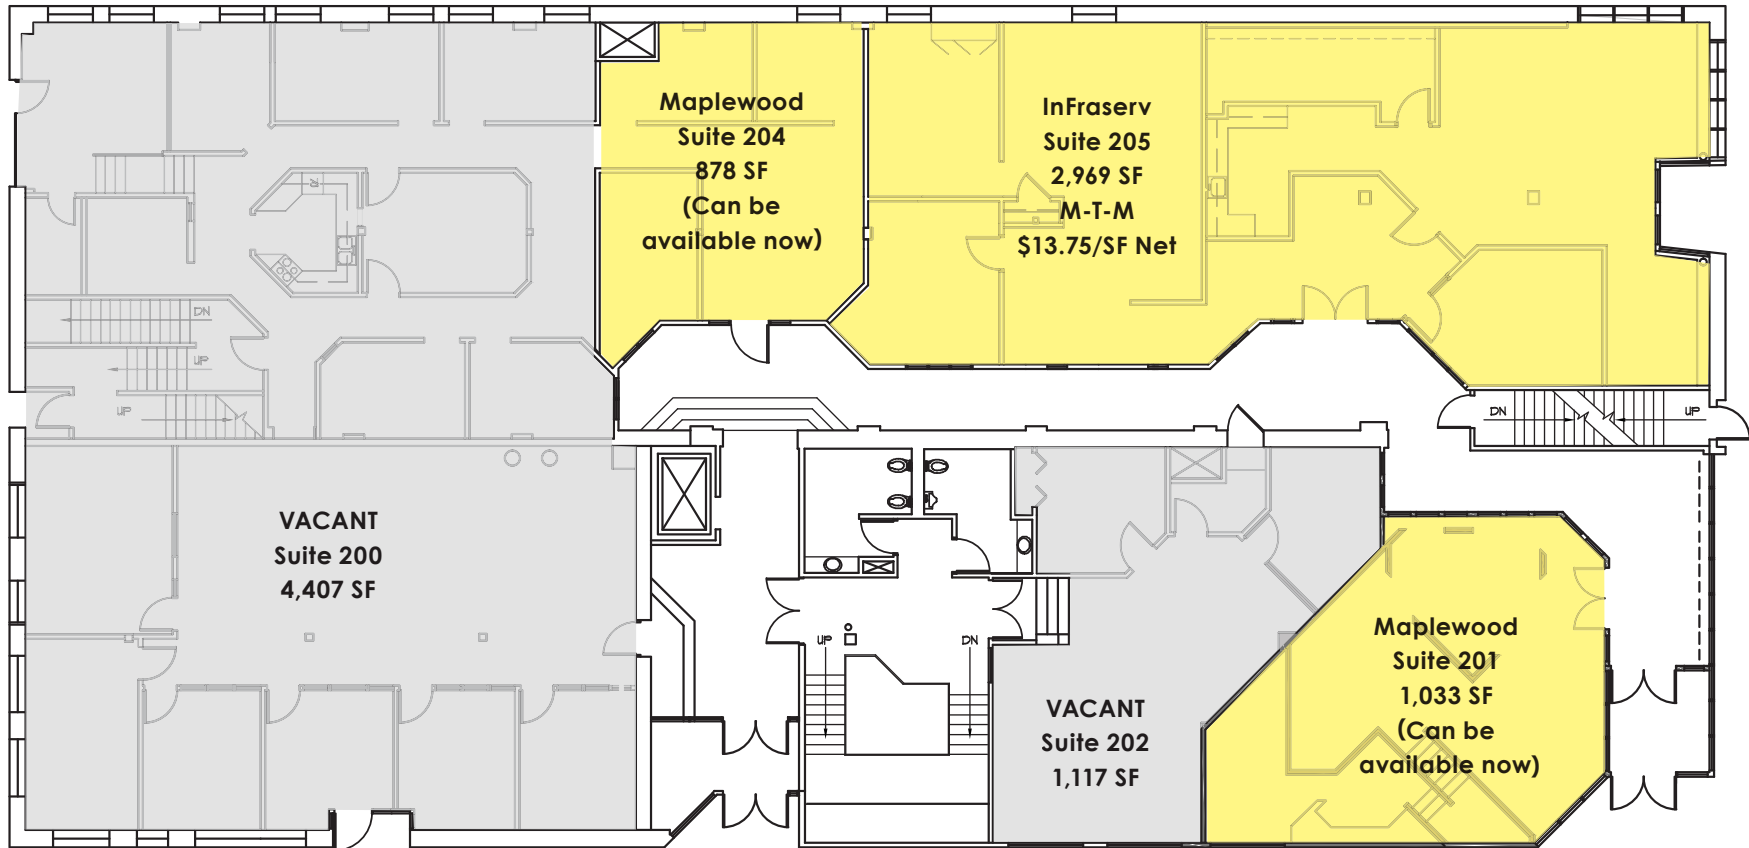 Maplewood
Suite 204
878 SF
(Can be
available now)
InFraserv
Suite 205
2,969 SF
M-T-M
$13.75/SF Net
DN
UP
UP
DN
UP
VACANT
Suite 200
4,407 SF
UP
DN
VACANT
Suite 202
1,117 SF
Maplewood
Suite 201
1,033 SF
(Can be
available now)